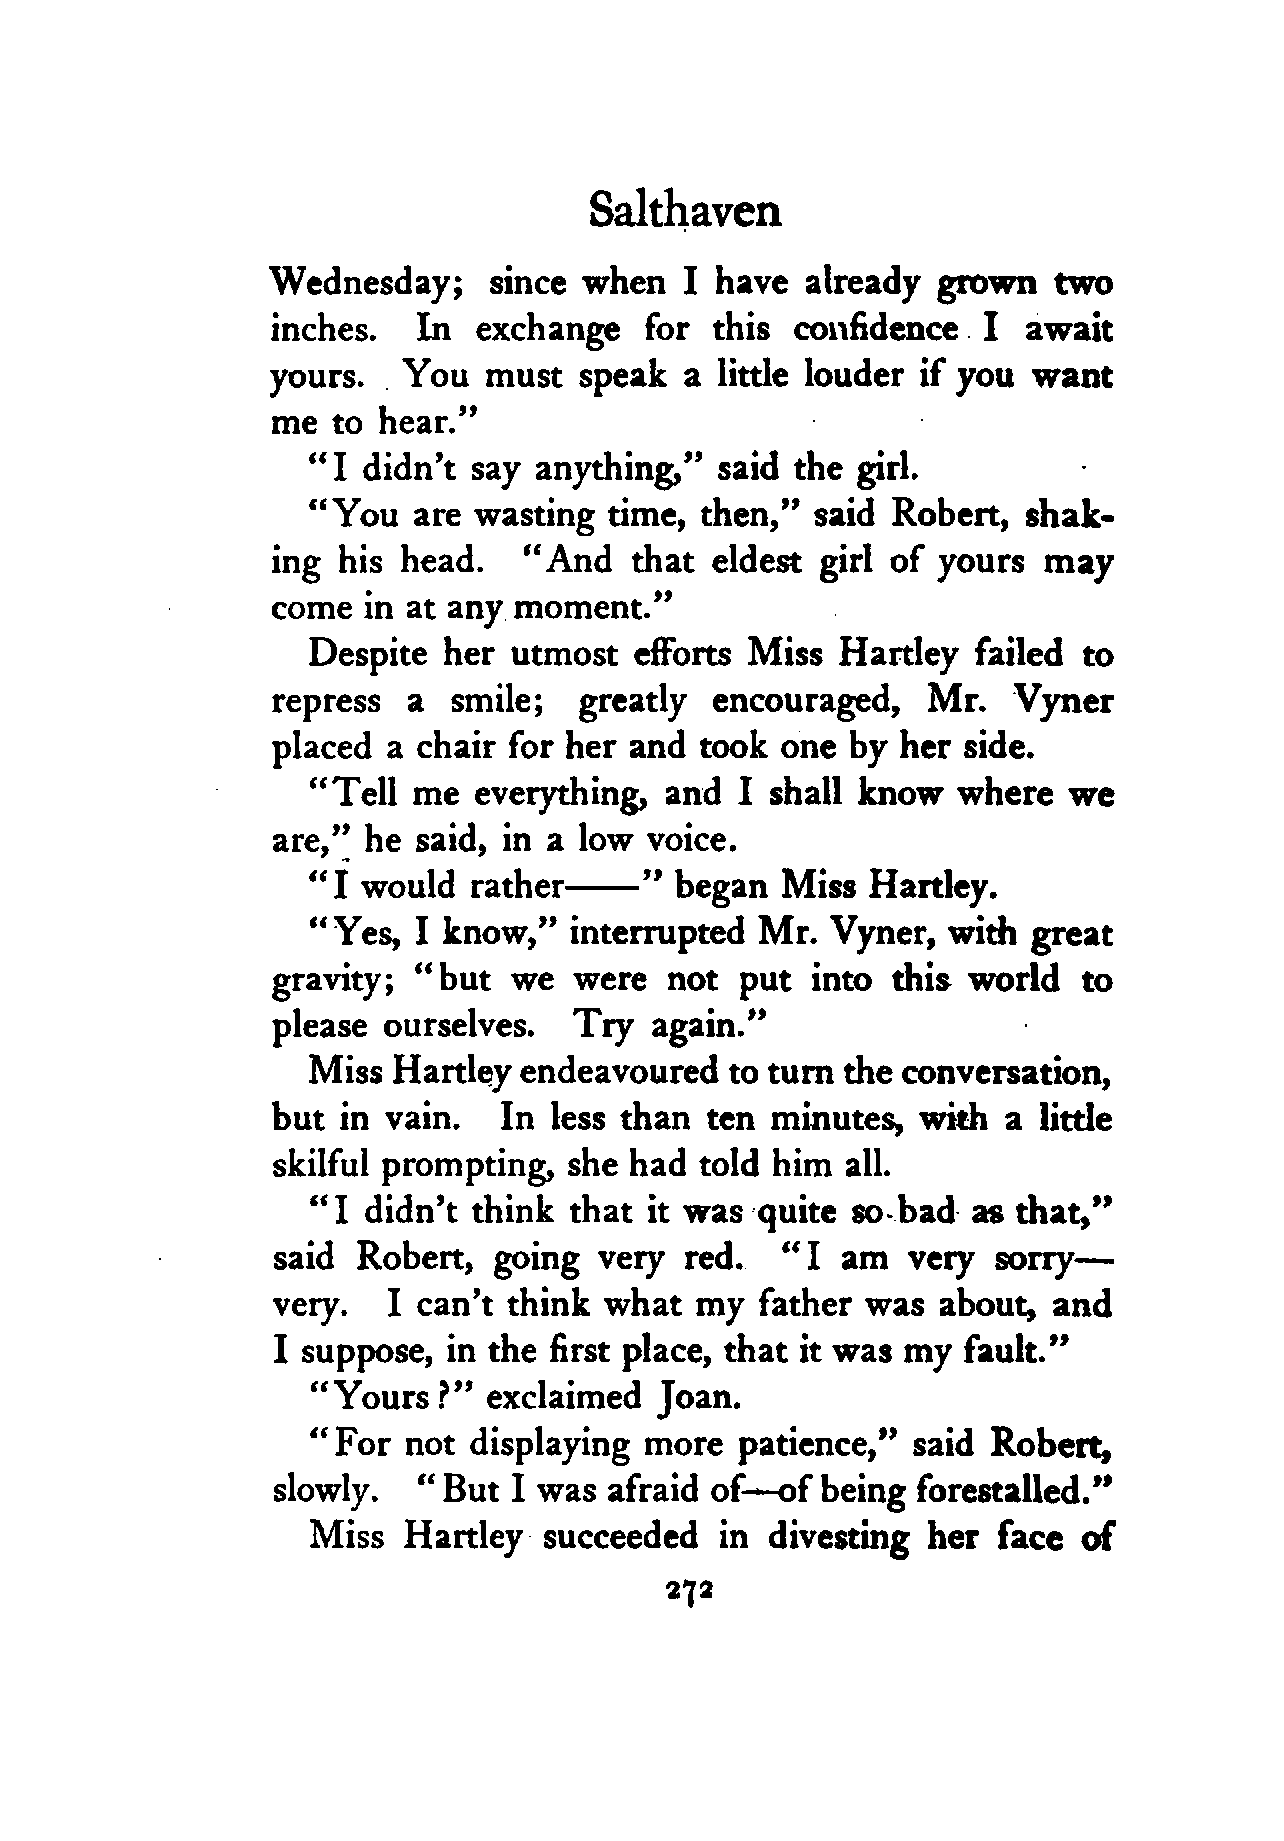 Salthaven
Wednesday; since when I have already grown two
inches. In exchange for this confidence I await
yours. You must speak a little louder if you want
me to hear."
"I didn't say anything," said the girl.
"You are wasting time, then," said Robert, shak-
ing his head. "And that eldest girl of yours may
come in at any moment."
Despite her utmost efforts Miss Hartley failed to
repress a smile; greatly encouraged, Mr. Vyner
placed a chair for her and took one by her side.
"Tell me everything, and I shall know where we
are," he said, in a low voice.
"I would rather——" began Miss Hartley.
"Yes, I know," interrupted Mr. Vyner, with great
gravity; "but we were not put into this world to
please ourselves. Try again."
Miss Hartley endeavoured to turn the conversation,
but in vain. In less than ten minutes, with a little
skilful prompting, she had told him all.
"I didn't think that it was quite so bad as that,"
said Robert, going very red. "I am very sorry—
very. I can't think what my father was about, and
I suppose, in the first place, that it was my fault."
"Yours?" exclaimed Joan.
"For not displaying more patience," said Robert,
slowly. "But I was afraid of—of being forestalled."
Miss Hartley succeeded in divesting her face of
272